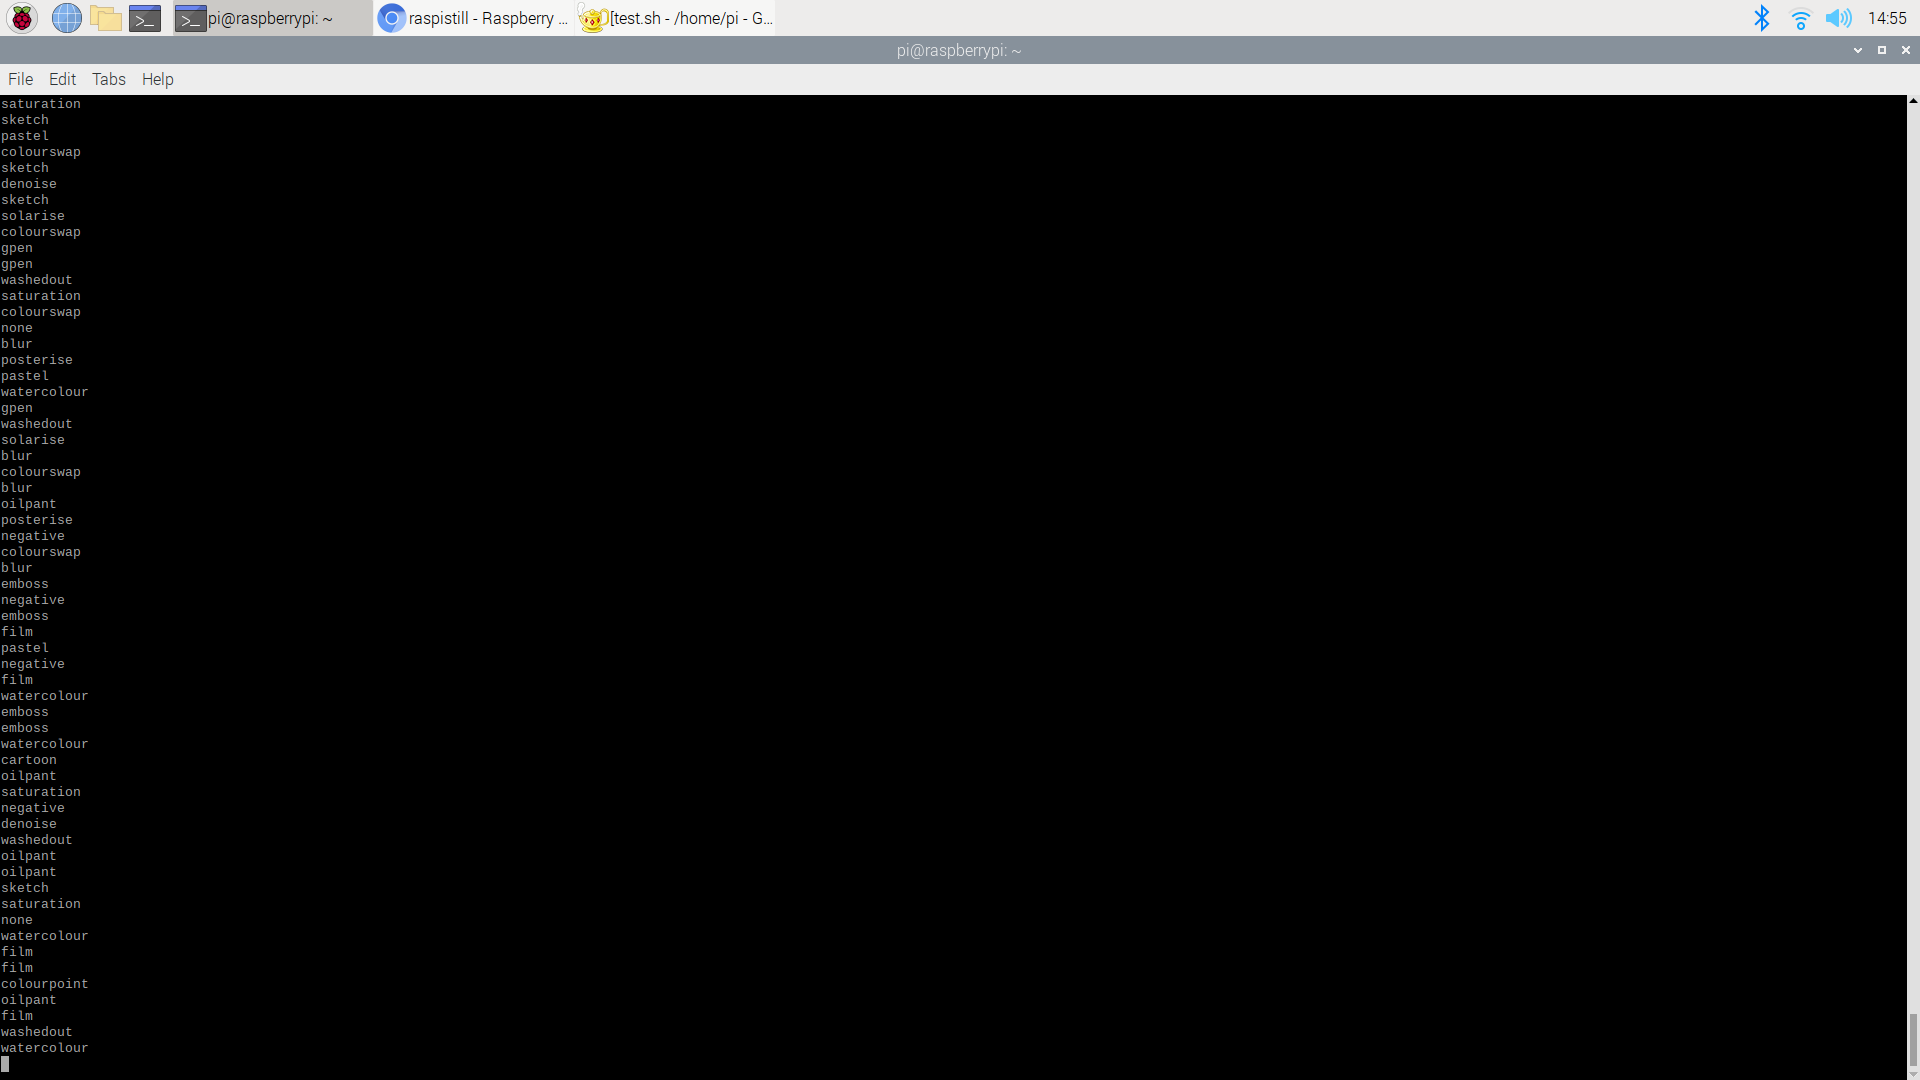 pi@raspberrypi: ~ raspistill - Raspberry ... [test.sh - /home/pi - G... 14:55
pi@raspberrypi: ~
File Edit Tabs Help
saturation
sketch
pastel
colourswap
sketch
denoise
sketch
solarise
colourswap
gpen
gpen
washedout
saturation
colourswap
none
blur
posterise
pastel
watercolour
gpen
washedout
solarise
blur
colourswap
blur
oilpant
posterise
negative
colourswap
blur
emboss
negative
emboss
film
pastel
negative
film
watercolour
emboss
emboss
watercolour
cartoon
oilpant
saturation
negative
denoise
washedout
oilpant
oilpant
sketch
saturation
none
watercolour
film
film
colourpoint
oilpant
film
washedout
watercolour